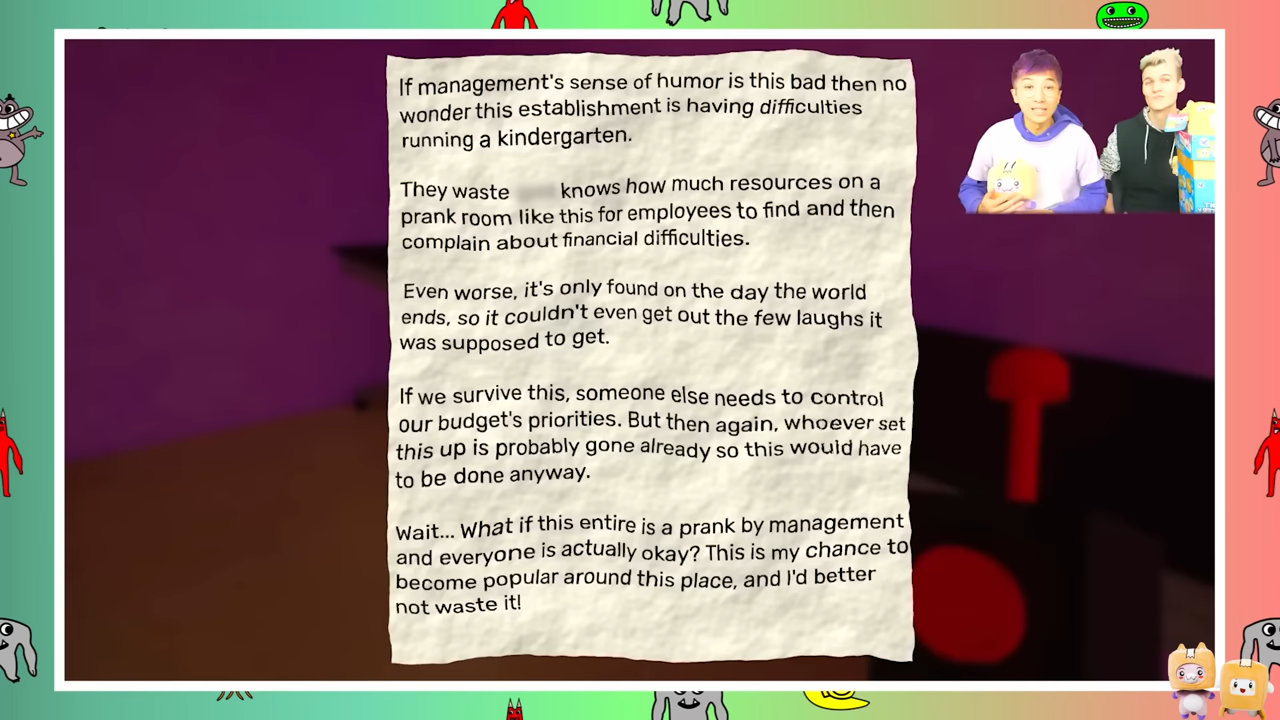 If management's sense of humor is this bad then no
wonder this establishment is having difficulties
running a kindergarten.
They waste knows how much resources on a
prank room like this for employees to find and then
complain about financial difficulties.
Even worse, it's only found on the day the world
ends, so it couldn't even get out the few laughs it
was supposed to get.
If we survive this, someone else needs to control
our budget's priorities. But then again, whoever set
this up is probably gone already so this would have
to be done anyway.
Wait... What if this entire is a prank by management
and everyone is actually okay? This is my chance to
become popular around this place, and I'd better
not waste it!